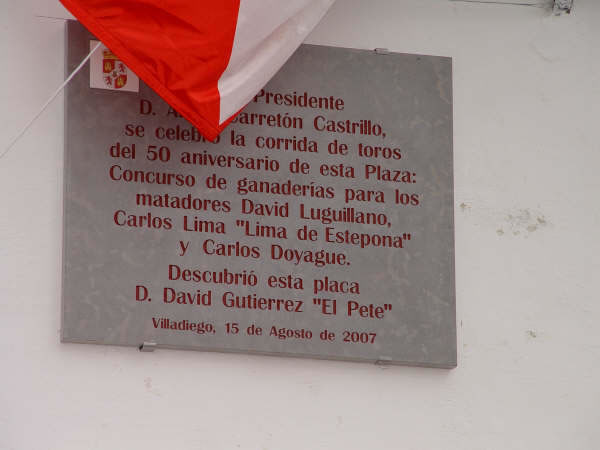 Presidente
D. Barretón Castrillo,
se celebró la corrida de toros
del 50 aniversario de esta Plaza:
Concurso de ganaderías para los
matadores David Luguillano,
Carlos Lima "Lima de Estepona"
y Carlos Doyague.
Descubrió esta placa
D. David Gutierrez "El Pete"
Villadiego, 15 de Agosto de 2007